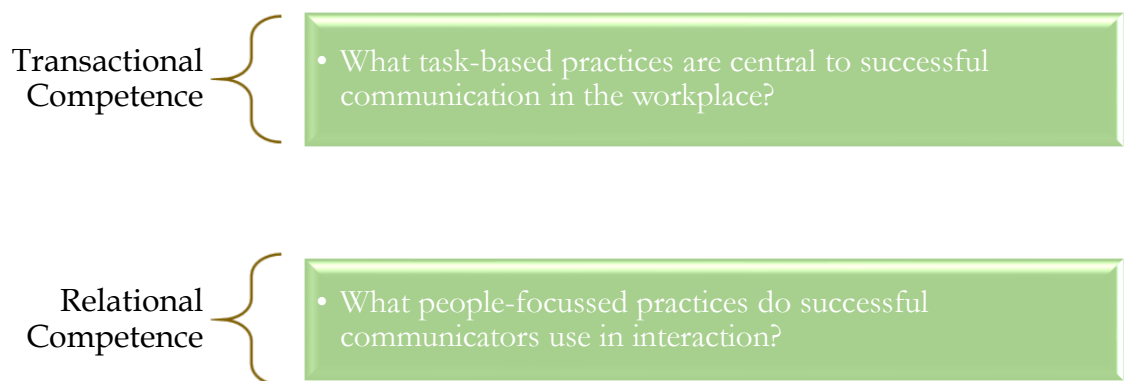 Transactional
Competence
• What task-based practices are central to successful
communication in the workplace?
Relational
Competence
• What people-focussed practices do successful
communicators use in interaction?